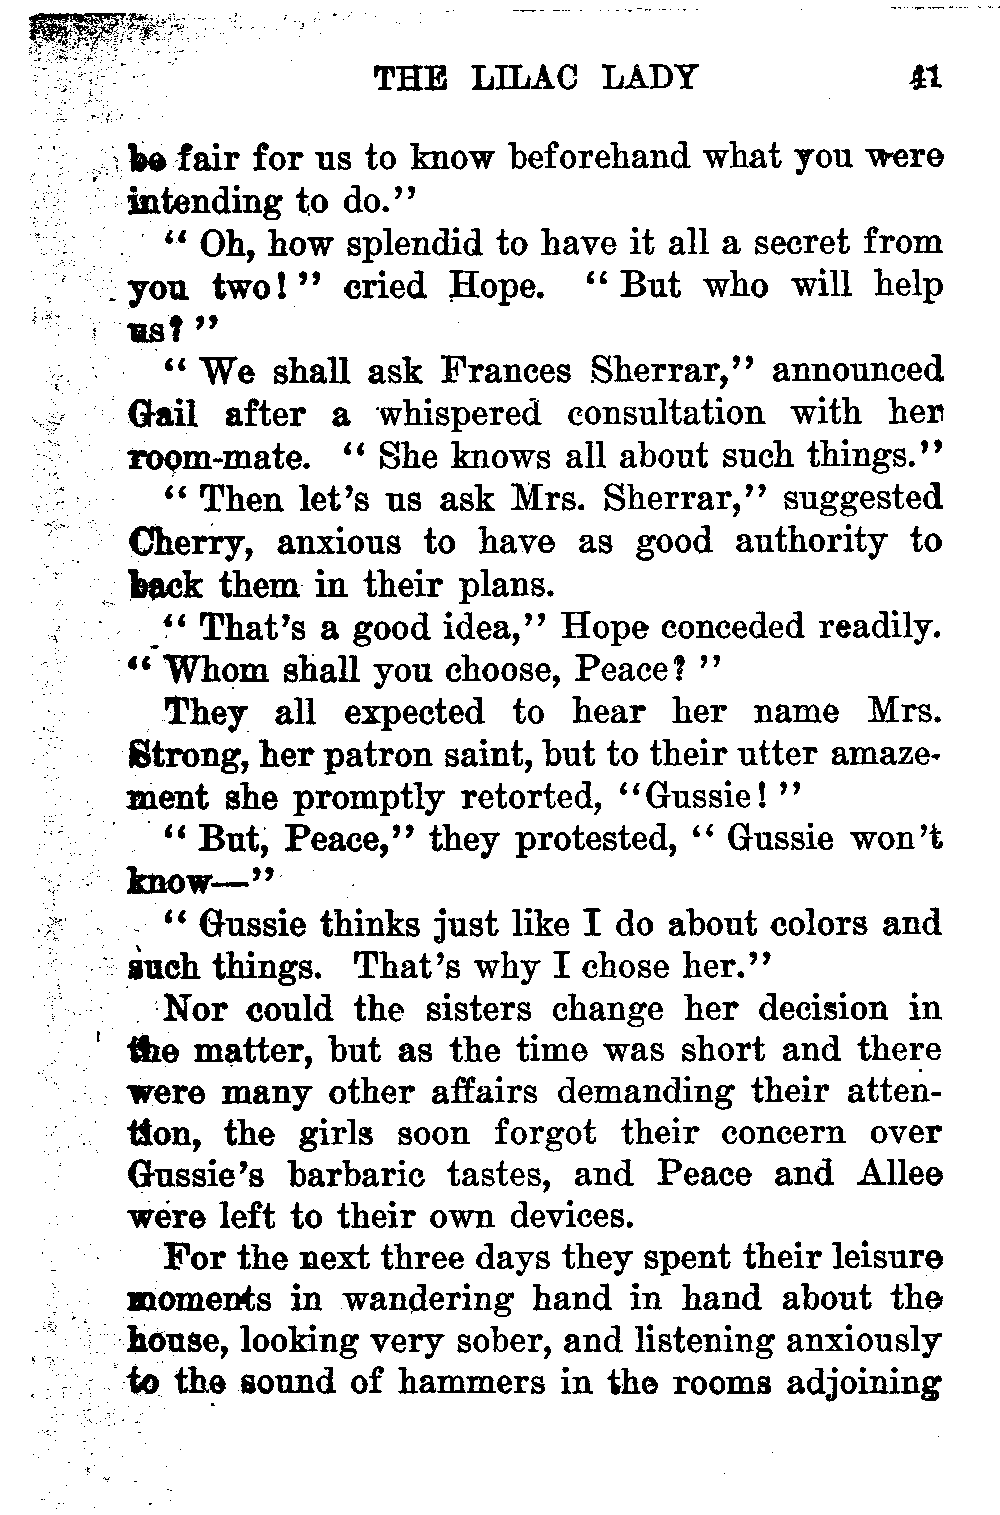 THE LILAC LADY 41
be fair for us to know beforehand what you were
intending to do."
" Oh, how splendid to have it all a secret from
you two! " cried Hope. " But who will help
us? "
" We shall ask Frances Sherrar," announced
Gail after a whispered consultation with her
room-mate. " She knows all about such things."
" Then let's us ask Mrs. Sherrar," suggested
Cherry, anxious to have as good authority to
back them in their plans.
" That's a good idea," Hope conceded readily.
" Whom shall you choose, Peace? "
They all expected to hear her name Mrs.
Strong, her patron saint, but to their utter amaze-
ment she promptly retorted, "Gussie! "
" But, Peace," they protested, " Gussie won't
know—"
" Gussie thinks just like I do about colors and
such things. That's why I chose her."
Nor could the sisters change her decision in
the matter, but as the time was short and there
were many other affairs demanding their atten-
tion, the girls soon forgot their concern over
Gussie's barbaric tastes, and Peace and Allee
were left to their own devices.
For the next three days they spent their leisure
moments in wandering hand in hand about the
house, looking very sober, and listening anxiously
to the sound of hammers in the rooms adjoining